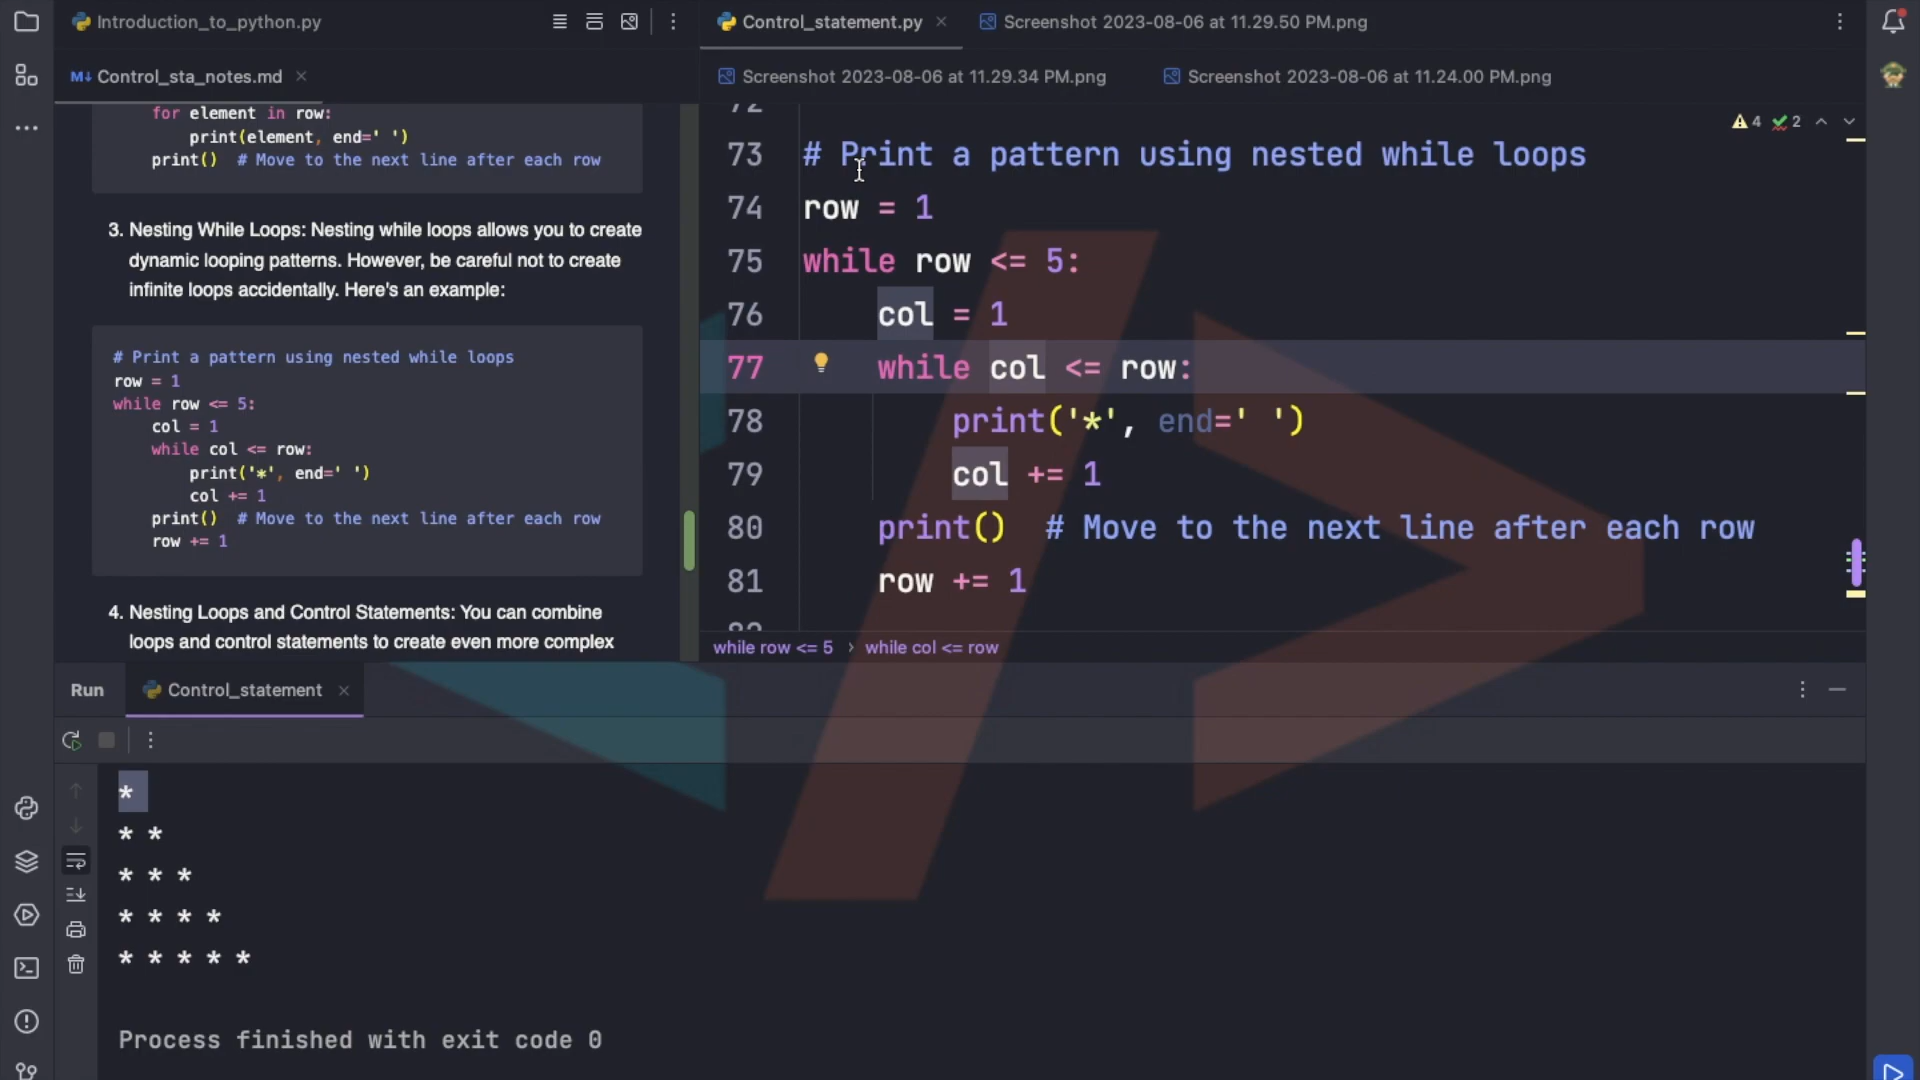 Introduction_to_python.py
Control_sta_notes.md
for element in row:
print(element, end=' ')
print()  # Move to the next line after each row
3. Nesting While Loops: Nesting while loops allows you to create
dynamic looping patterns. However, be careful not to create
infinite loops accidentally. Here's an example:
# Print a pattern using nested while loops
row = 1
while row <= 5:
col = 1
while col <= row:
print('*', end=' ')
col += 1
print()  # Move to the next line after each row
row += 1
4. Nesting Loops and Control Statements: You can combine
loops and control statements to create even more complex
Control_statement.py
Screenshot 2023-08-06 at 11.29.50 PM.png
Screenshot 2023-08-06 at 11.29.34 PM.png
Screenshot 2023-08-06 at 11.24.00 PM.png
4 2
72
73 # Print a pattern using nested while loops
74 row = 1
75 while row <= 5:
76 col = 1
77 while col <= row:
78 print('*', end=' ')
79 col += 1
80 print()  # Move to the next line after each row
81 row += 1
82
while row <= 5 › while col <= row
Run Control_statement
*
* *
* * *
* * * *
* * * * *
Process finished with exit code 0